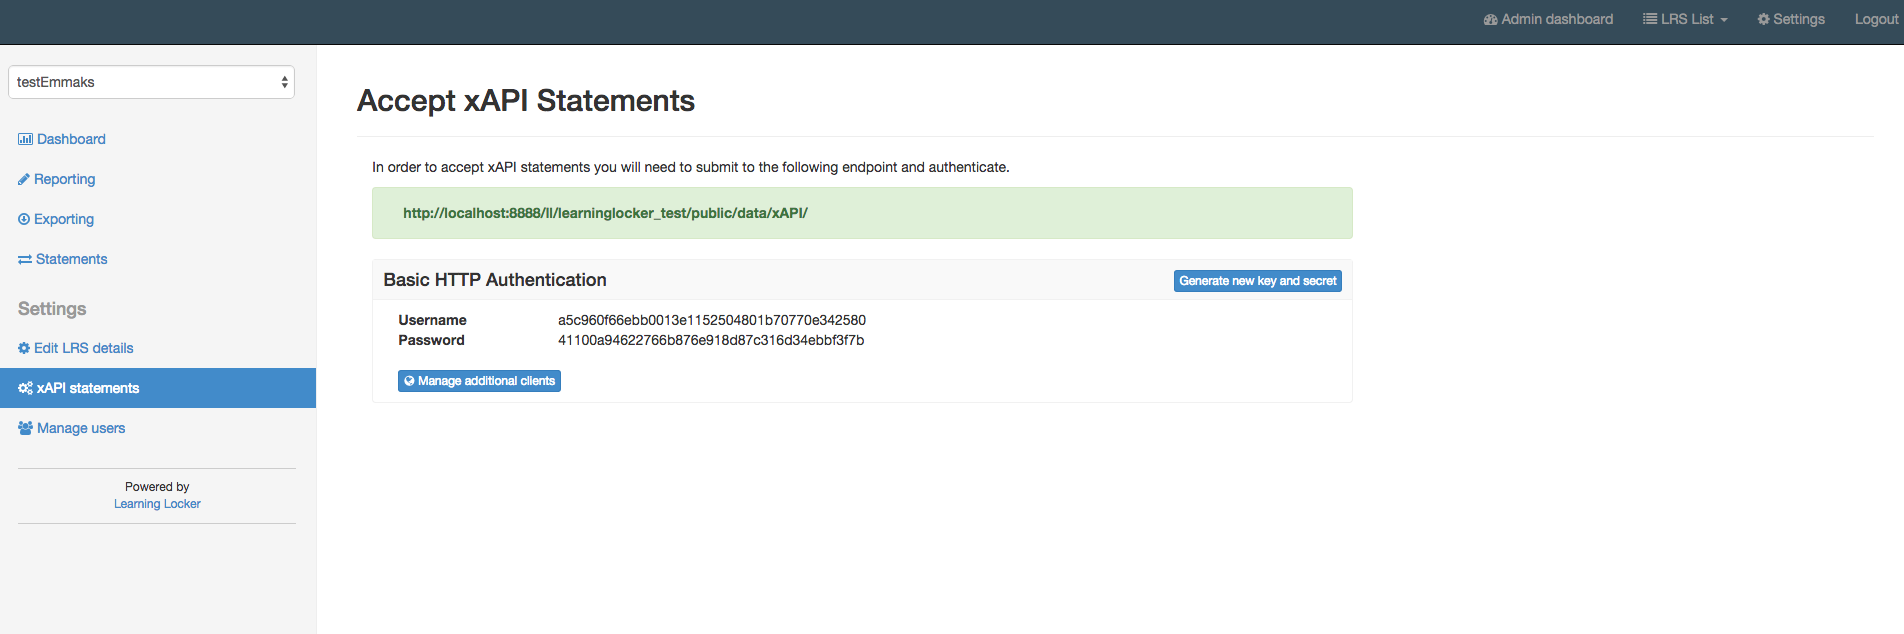 Admin dashboard LRS List Settings Logout
testEmmaks
Dashboard
Reporting
Exporting
Statements
Settings
Edit LRS details
xAPI statements
Manage users
Powered by
Learning Locker
Accept xAPI Statements
In order to accept xAPI statements you will need to submit to the following endpoint and authenticate.
http://localhost:8888/ll/learninglocker_test/public/data/xAPI/
Basic HTTP Authentication Generate new key and secret
Username a5c960f66ebb0013e1152504801b70770e342580
Password 41100a94622766b876e918d87c316d34ebbf3f7b
Manage additional clients